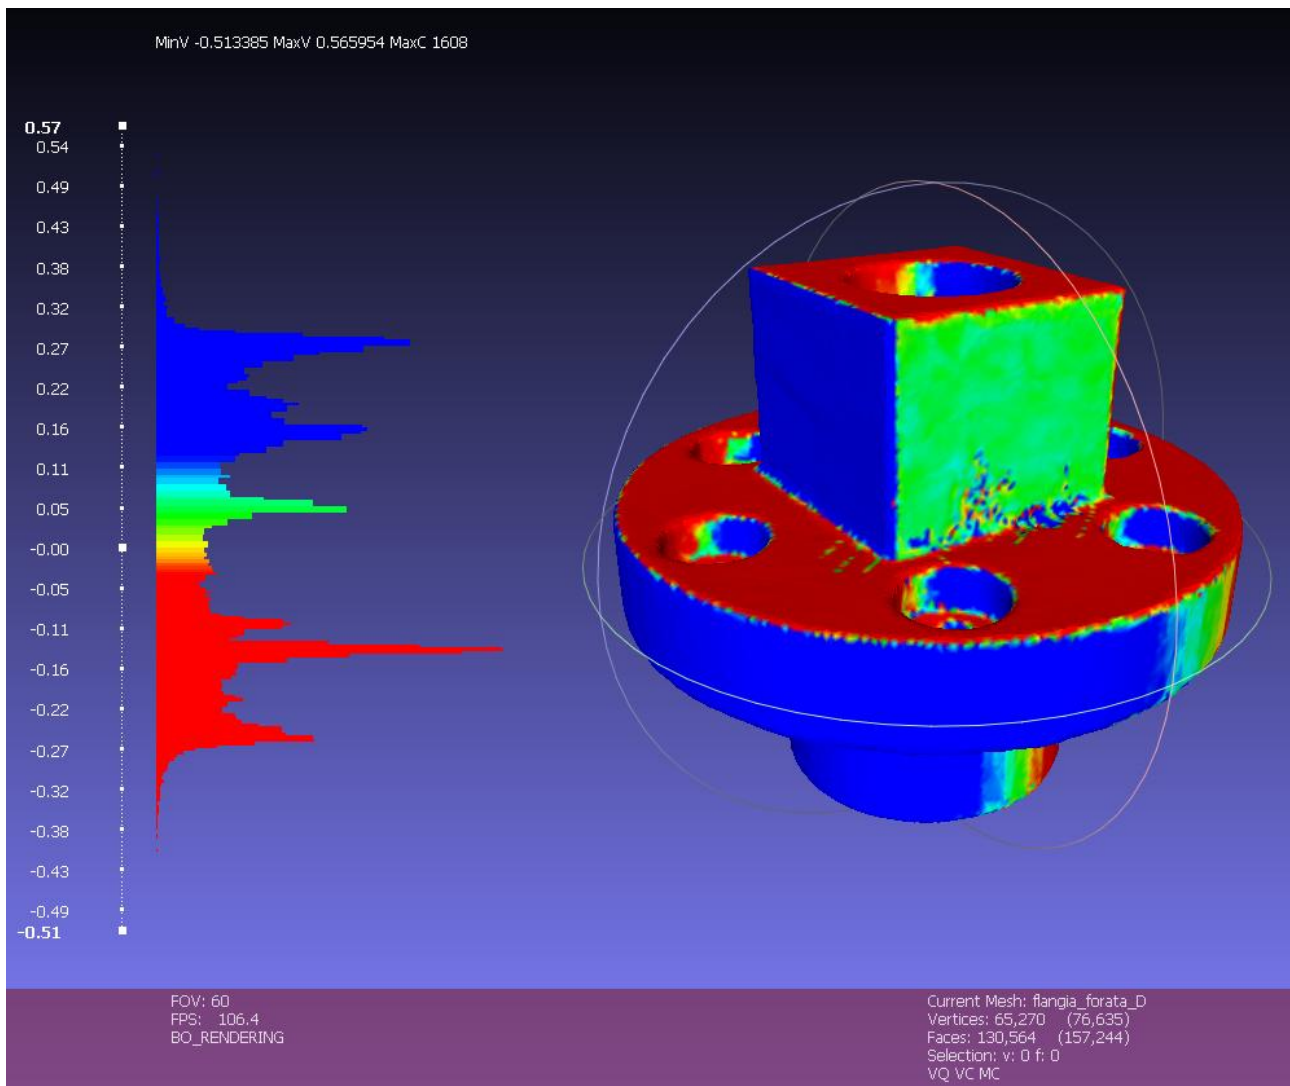 MinV -0.513385 MaxV 0.565954 MaxC 1608
0.57
0.54
0.49
0.43
0.38
0.32
0.27
0.22
0.16
0.11
0.05
-0.00
-0.05
-0.11
-0.16
-0.22
-0.27
-0.32
-0.38
-0.43
-0.49
-0.51
FOV: 60
FPS: 106.4
BO_RENDERING
Current Mesh: flangia_forata_D
Vertices: 65,270 (76,635)
Faces: 130,564 (157,244)
Selection: v: 0 f: 0
VQ VC MC